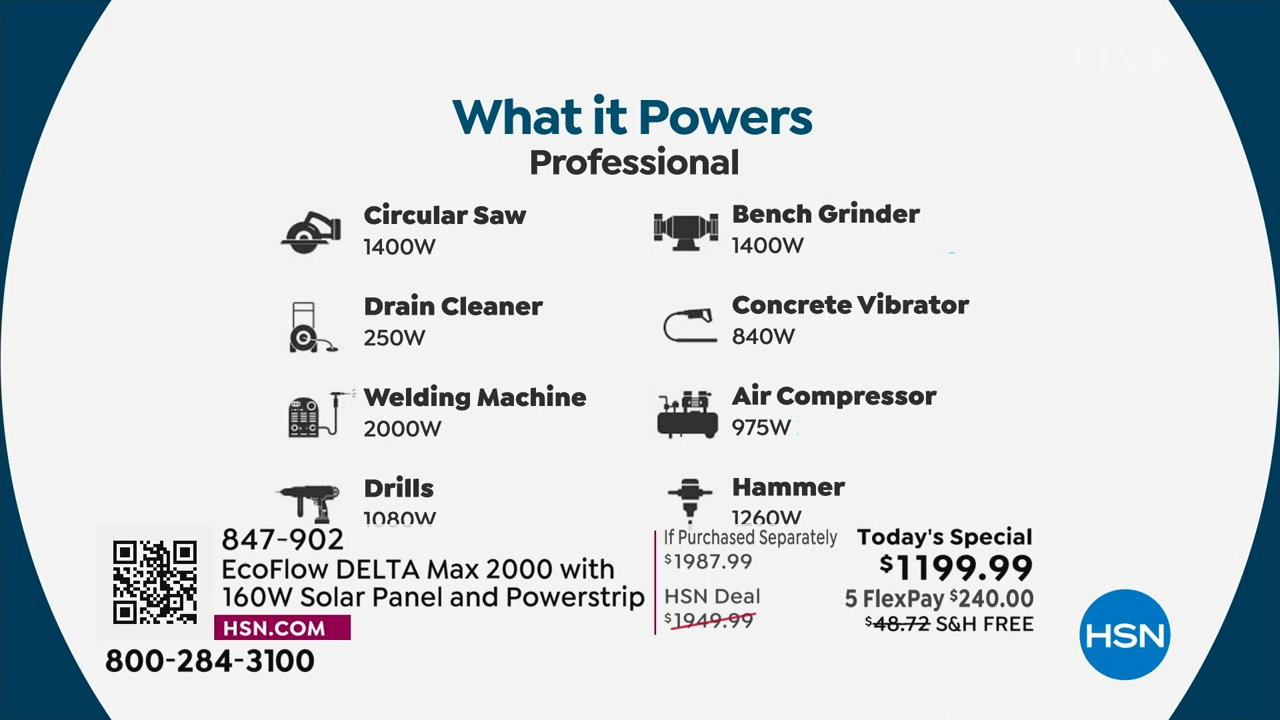 LIVE
What it Powers
Professional
Circular Saw
1400W
Bench Grinder
1400W
Drain Cleaner
250W
Concrete Vibrator
840W
Welding Machine
2000W
Air Compressor
975W
Drills
1080W
Hammer
1260W
847-902
EcoFlow DELTA Max 2000 with
160W Solar Panel and Powerstrip
HSN.COM
800-284-3100
If Purchased Separately
$1987.99
HSN Deal
$1949.99
Today's Special
$1199.99
5 FlexPay $240.00
$48.72 S&H FREE
HSN